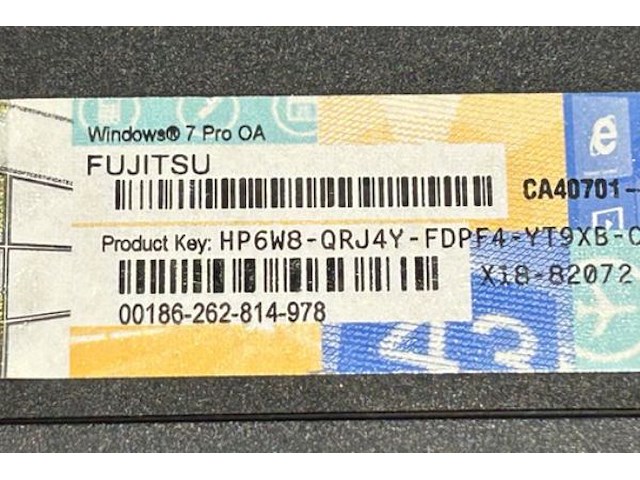 Windows® 7 Pro OA
FUJITSU
CA40701-
Product Key: HP6W8-QRJ4Y-FDPF4-YT9XB-
X18-82072
00186-262-814-978